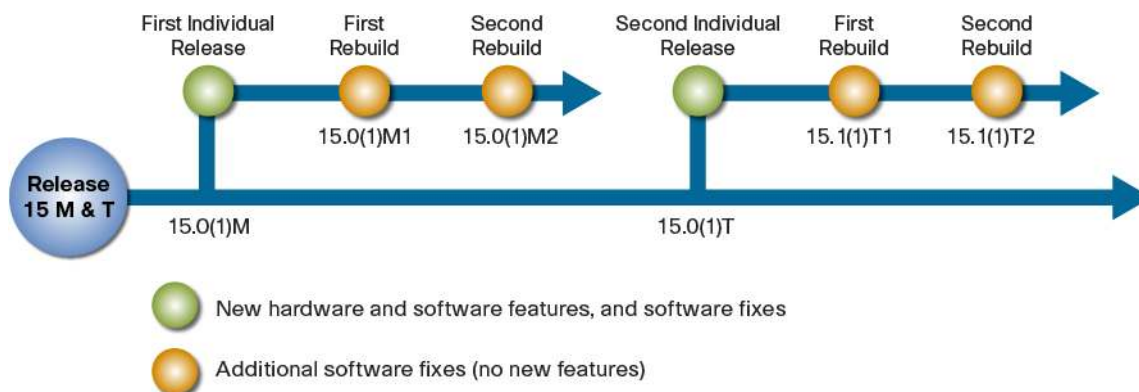 First Individual
Release
First
Rebuild
Second
Rebuild
Second Individual
Release
First
Rebuild
Second
Rebuild
15.0(1)M1
15.0(1)M2
15.1(1)T1
15.1(1)T2
Release
15 M & T
15.0(1)M
15.0(1)T
New hardware and software features, and software fixes
Additional software fixes (no new features)